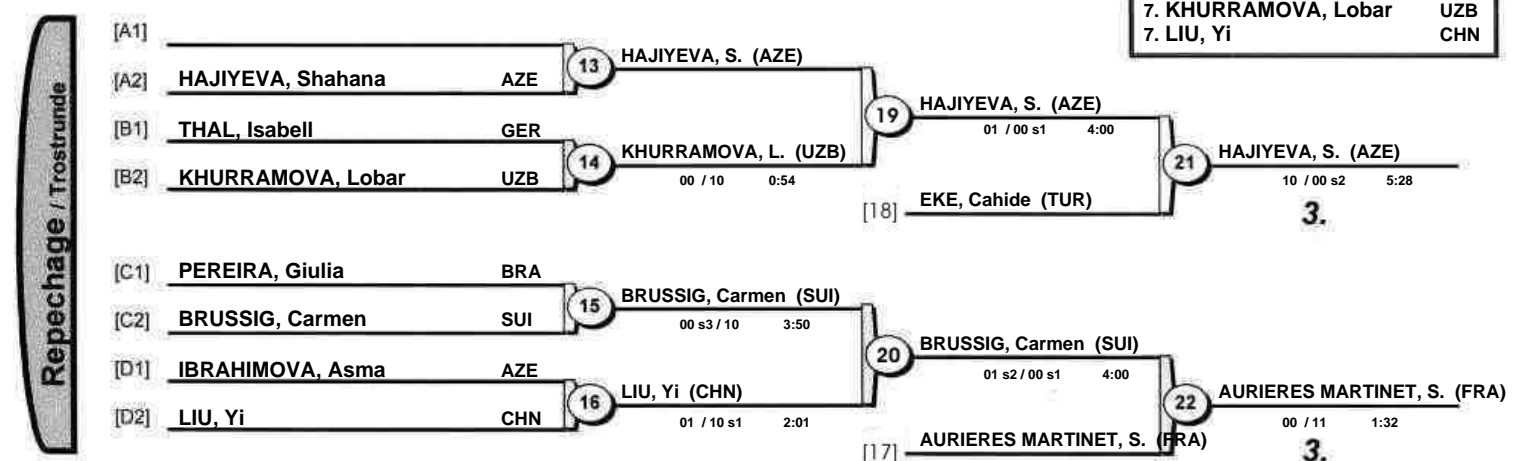 7. KHURRAMOVA, Lobar UZB
7. LIU, Yi CHN
Repechage / Trostrunde
[A1]
[A2] HAJIYEVA, Shahana AZE
13
HAJIYEVA, S. (AZE)
[B1] THAL, Isabell GER
[B2] KHURRAMOVA, Lobar UZB
14
KHURRAMOVA, L. (UZB)
00 / 10 0:54
19
HAJIYEVA, S. (AZE)
01 / 00 s1 4:00
[18] EKE, Cahide (TUR)
21
HAJIYEVA, S. (AZE)
10 / 00 s2 5:28
3.
[C1] PEREIRA, Giulia BRA
[C2] BRUSSIG, Carmen SUI
15
BRUSSIG, Carmen (SUI)
00 s3 / 10 3:50
[D1] IBRAHIMOVA, Asma AZE
[D2] LIU, Yi CHN
16
LIU, Yi (CHN)
01 / 10 s1 2:01
20
BRUSSIG, Carmen (SUI)
01 s2 / 00 s1 4:00
[17] AURIERES MARTINET, S. (FRA)
22
AURIERES MARTINET, S. (FRA)
00 / 11 1:32
3.